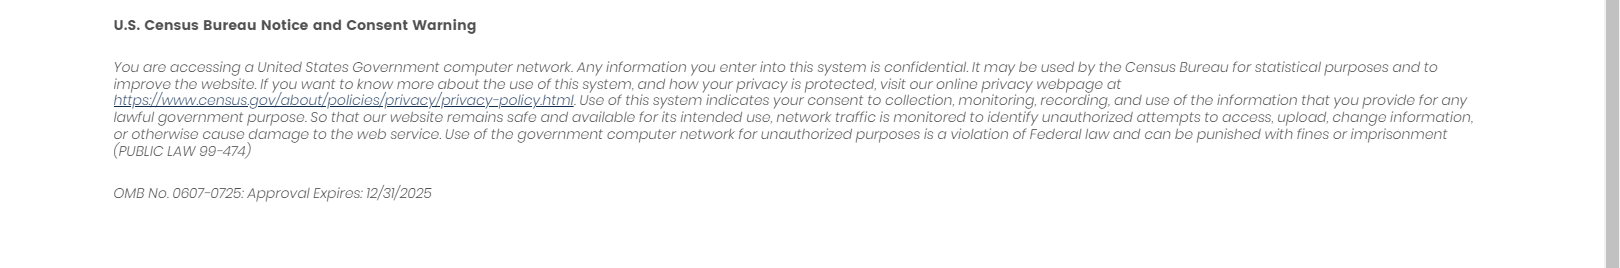 U.S. Census Bureau Notice and Consent Warning
You are accessing a United States Government computer network. Any information you enter into this system is confidential. It may be used by the Census Bureau for statistical purposes and to
improve the website. If you want to know more about the use of this system, and how your privacy is protected, visit our online privacy webpage at
https://www.census.gov/about/policies/privacy/privacy-policy.html. Use of this system indicates your consent to collection, monitoring, recording, and use of the information that you provide for any
lawful government purpose. So that our website remains safe and available for its intended use, network traffic is monitored to identify unauthorized attempts to access, upload, change information,
or otherwise cause damage to the web service. Use of the government computer network for unauthorized purposes is a violation of Federal law and can be punished with fines or imprisonment
(PUBLIC LAW 99-474)
OMB No. 0607-0725: Approval Expires: 12/31/2025